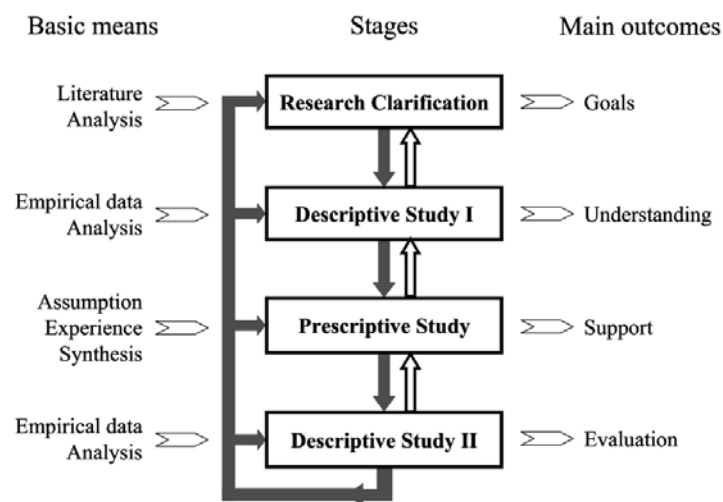 Basic means
Stages
Main outcomes
Literature
Analysis
Research Clarification
Goals
Empirical data
Analysis
Descriptive Study I
Understanding
Assumption
Experience
Synthesis
Prescriptive Study
Support
Empirical data
Analysis
Descriptive Study II
Evaluation